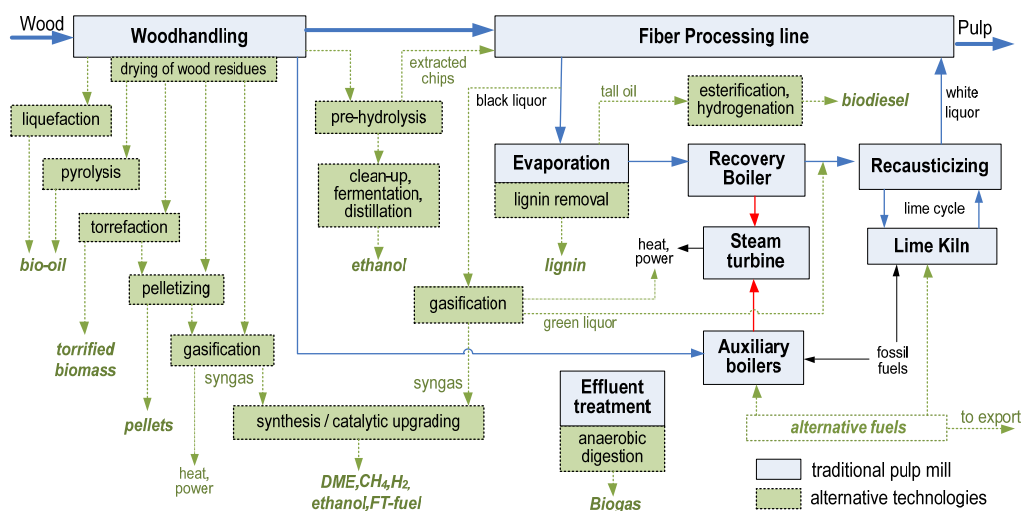 Wood
Woodhandling
Fiber Processing line
Pulp
drying of wood residues
extracted
chips
liquefaction
pyrolysis
torrefaction
pelletizing
gasification
bio-oil
torrified
biomass
pellets
heat,
power
syngas
pre-hydrolysis
clean-up,
fermentation,
distillation
ethanol
black liquor
tall oil
esterification,
hydrogenation
biodiesel
white
liquor
Evaporation
lignin removal
lignin
Recovery
Boiler
Recausticizing
lime cycle
Lime Kiln
heat,
power
Steam
turbine
gasification
green liquor
syngas
Auxiliary
boilers
fossil
fuels
synthesis / catalytic upgrading
DME,CH₄,H₂,
ethanol,FT-fuel
Effluent
treatment
anaerobic
digestion
Biogas
alternative fuels
to export
traditional pulp mill
alternative technologies